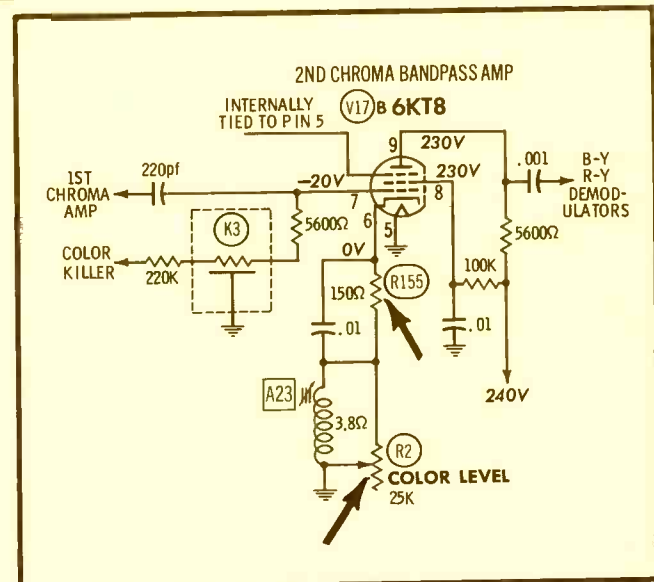 2ND CHROMA BANDPASS AMP
INTERNALLY
TIED TO PIN 5
V17 B 6KT8
9
230V
230V
8
-20V
7
6
5
0V
220pf
1ST
CHROMA
AMP
K3
5600Ω
COLOR
KILLER
220K
.001
B-Y
R-Y
DEMOD-
ULATORS
5600Ω
100K
150Ω
R155
.01
.01
240V
A23
3.8Ω
R2
COLOR LEVEL
25K